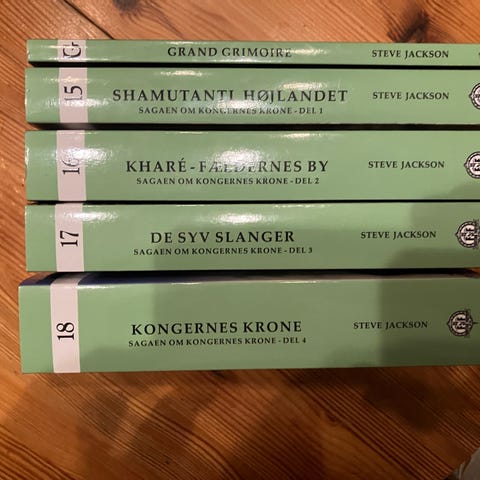 G
GRAND GRIMOIRE
STEVE JACKSON
15
SHAMUTANTI HØJLANDET
SAGAEN OM KONGERNES KRONE - DEL 1
STEVE JACKSON
16
KHARÉ - FÆLDERNES BY
SAGAEN OM KONGERNES KRONE - DEL 2
STEVE JACKSON
17
DE SYV SLANGER
SAGAEN OM KONGERNES KRONE - DEL 3
STEVE JACKSON
18
KONGERNES KRONE
SAGAEN OM KONGERNES KRONE - DEL 4
STEVE JACKSON